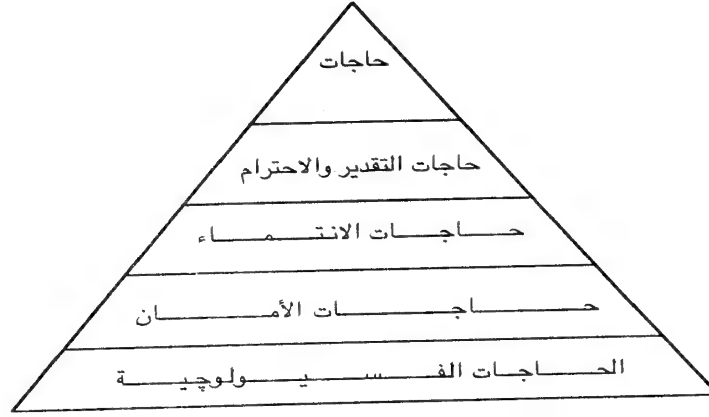 حاجات
حاجات التقدير والاحترام
حاجات الانتماء
حاجات الأمان
الحاجات الفسيولوچية